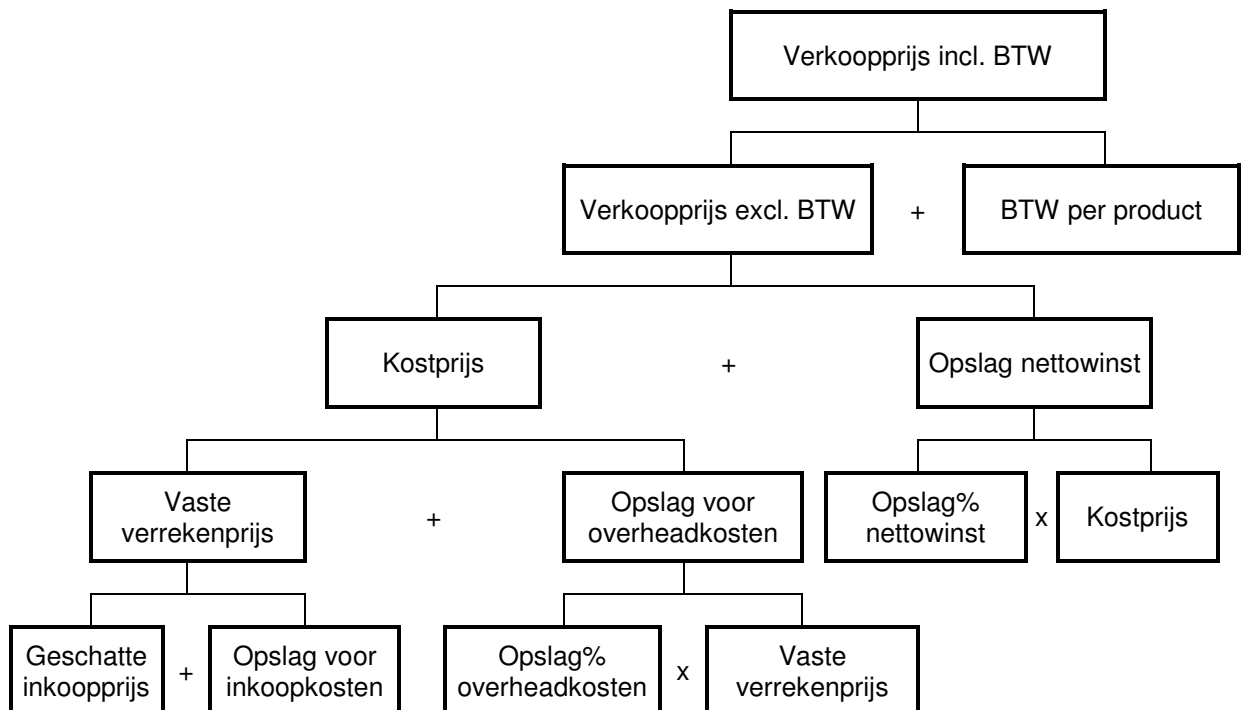 Verkoopprijs incl. BTW
Verkoopprijs excl. BTW + BTW per product
Kostprijs + Opslag nettowinst
Vaste
verrekenprijs
+
Opslag voor
overheadkosten
Opslag%
nettowinst
x
Kostprijs
Geschatte
inkoopprijs
+
Opslag voor
inkoopkosten
Opslag%
overheadkosten
x
Vaste
verrekenprijs